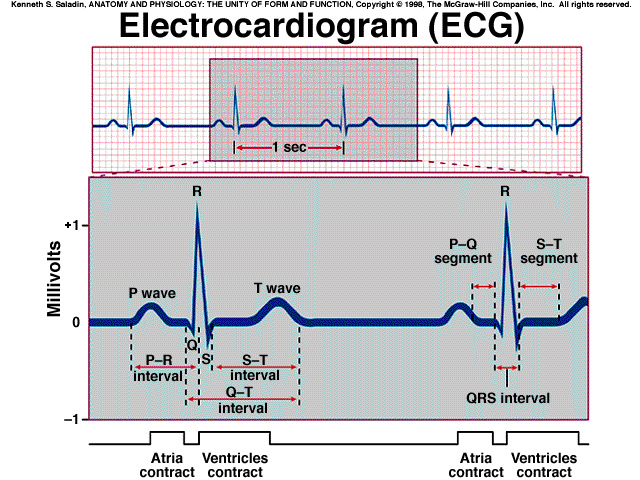 Kenneth S. Saladin, ANATOMY AND PHYSIOLOGY: THE UNITY OF FORM AND FUNCTION, Copyright © 1998, The McGraw-Hill Companies, Inc. All rights reserved.
Electrocardiogram (ECG)
1 sec
R
R
+1
P–Q
segment
S–T
segment
Millivolts
P wave
T wave
0
Q
S
P–R
interval
S–T
interval
Q–T
interval
QRS interval
–1
Atria
contract
Ventricles
contract
Atria
contract
Ventricles
contract